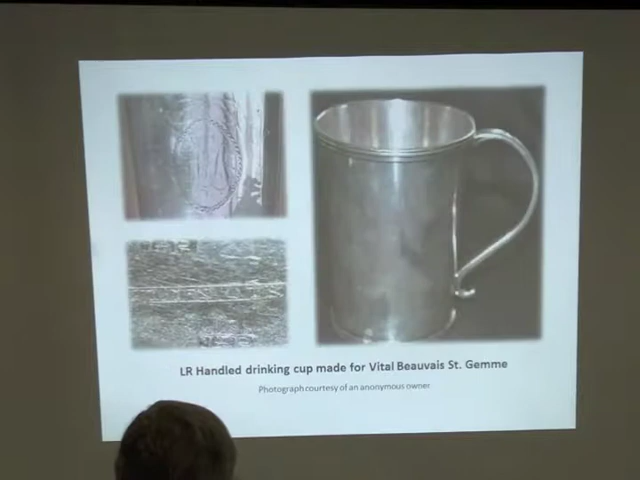 LR Handled drinking cup made for Vital Beauvais St. Gemme
Photograph courtesy of an anonymous owner